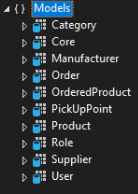 { } Models
Category
Core
Manufacturer
Order
OrderedProduct
PickUpPoint
Product
Role
Supplier
User